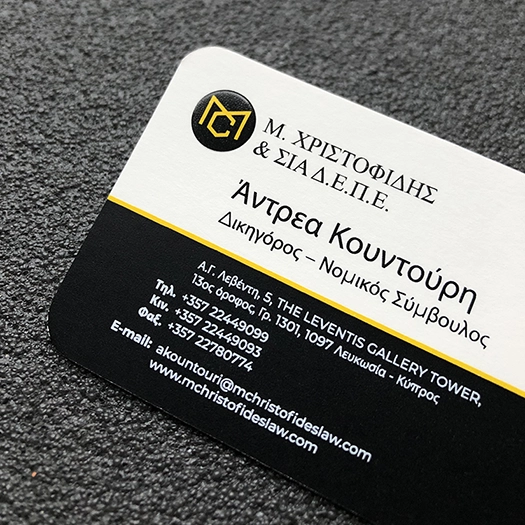 Μ. ΧΡΙΣΤΟΦΙΔΗΣ
& ΣΙΑ Δ.Ε.Π.Ε.
Άντρεα Κουντούρη
Δικηγόρος – Νομικός Σύμβουλος
Α.Γ. Λεβέντη, 5, THE LEVENTIS GALLERY TOWER,
13ος όροφος, Γρ. 1301, 1097 Λευκωσία - Κύπρος
Τηλ. +357 22449099
Κιν. +357 22449093
Φαξ. +357 22780774
E-mail: akountouri@mchristofideslaw.com
www.mchristofideslaw.com